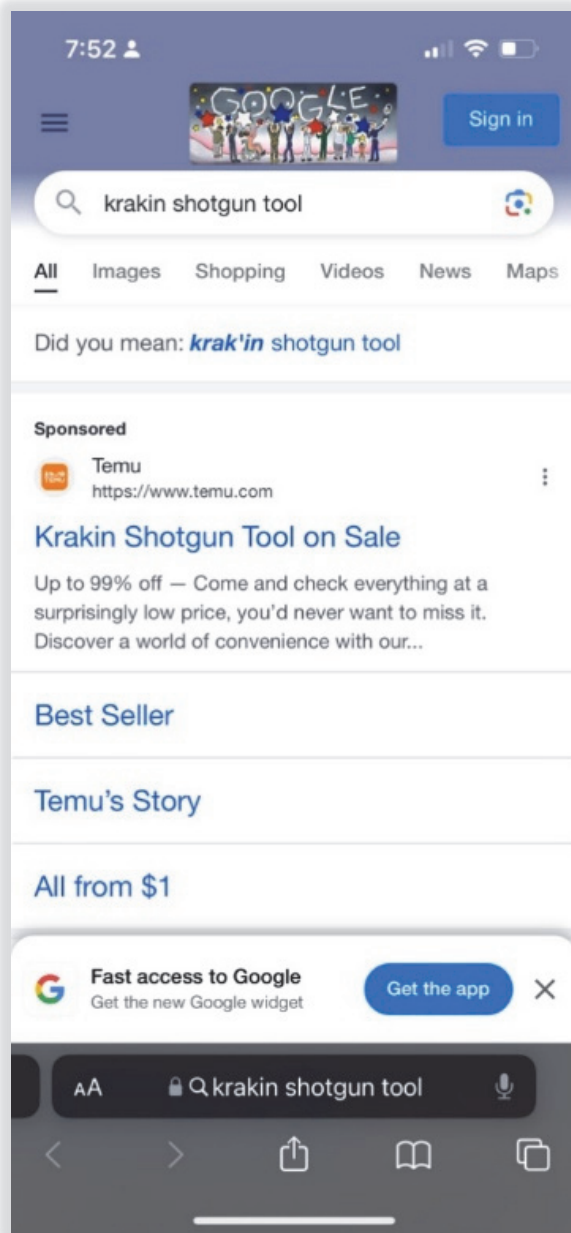 7:52
GOOGLE
Sign in
krakin shotgun tool
All Images Shopping Videos News Maps
Did you mean: krak'in shotgun tool
Sponsored
Temu
https://www.temu.com
Krakin Shotgun Tool on Sale
Up to 99% off — Come and check everything at a
surprisingly low price, you’d never want to miss it.
Discover a world of convenience with our...
Best Seller
Temu’s Story
All from $1
Fast access to Google
Get the new Google widget
Get the app
G
AA krakin shotgun tool